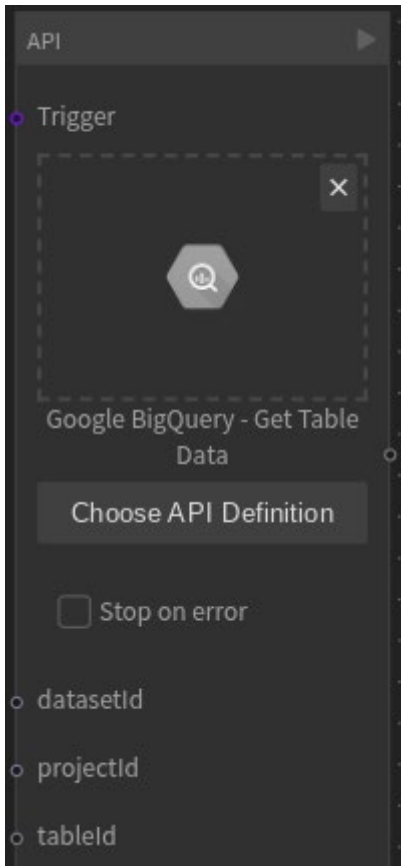 API
Trigger
Google BigQuery - Get Table
Data
Choose API Definition
Stop on error
datasetId
projectId
tableId